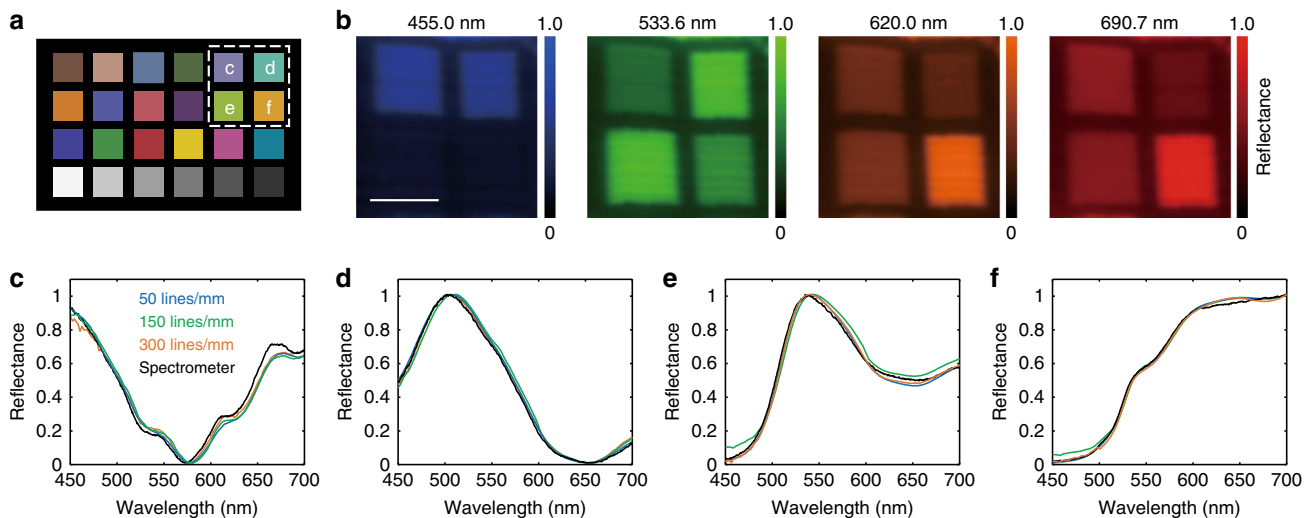 a
c d
e f
b
455.0 nm 1.0
0
533.6 nm 1.0
0
620.0 nm 1.0
0
690.7 nm 1.0
0
Reflectance
c
50 lines/mm
150 lines/mm
300 lines/mm
Spectrometer
1
0.8
0.6
0.4
0.2
0
Reflectance
450 500 550 600 650 700
Wavelength (nm)
d
1
0.8
0.6
0.4
0.2
0
Reflectance
450 500 550 600 650 700
Wavelength (nm)
e
1
0.8
0.6
0.4
0.2
0
Reflectance
450 500 550 600 650 700
Wavelength (nm)
f
1
0.8
0.6
0.4
0.2
0
Reflectance
450 500 550 600 650 700
Wavelength (nm)